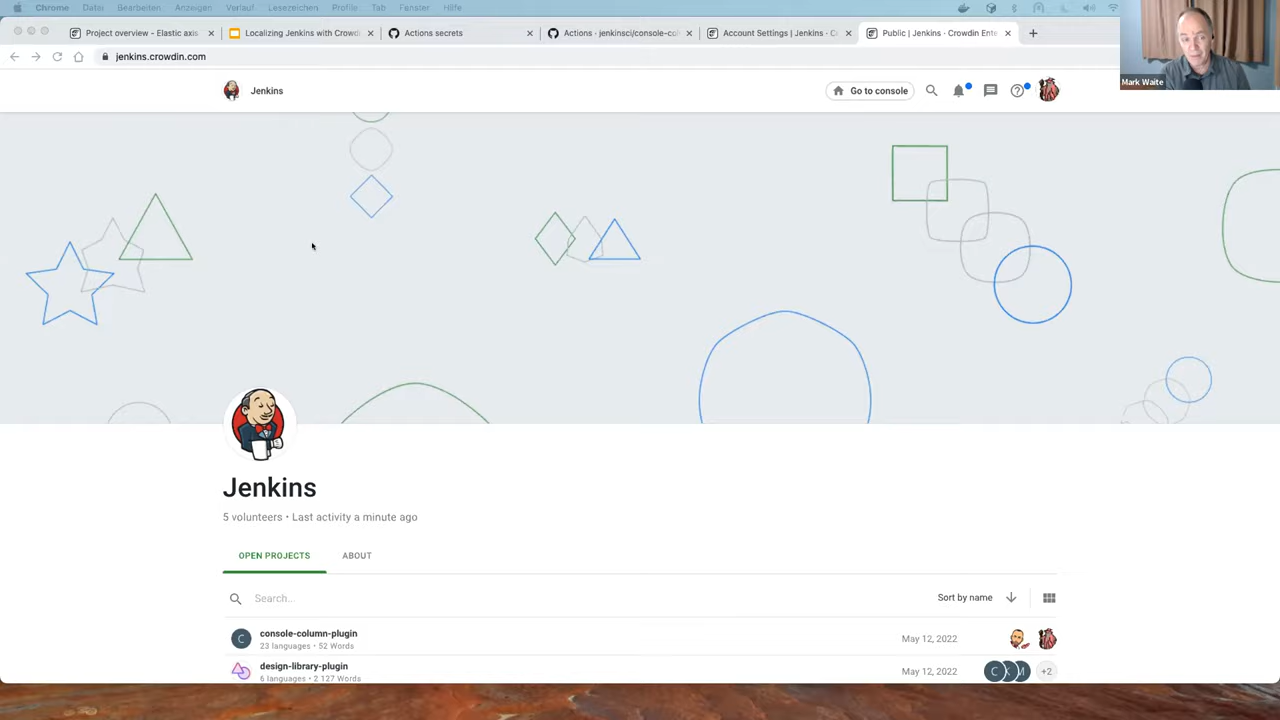 Chrome Datei Bearbeiten Anzeigen Verlauf Lesezeichen Profile Tab Fenster Hilfe
Project overview - Elastic axis
Localizing Jenkins with Crowd
Actions secrets
Actions · jenkinsci/console-co
Account Settings | Jenkins - C
Public | Jenkins - Crowdin Ente
jenkins.crowdin.com
Mark Waite
Jenkins
Go to console
Jenkins
5 volunteers • Last activity a minute ago
OPEN PROJECTS ABOUT
Search...
Sort by name
C
console-column-plugin
23 languages • 52 Words
May 12, 2022
design-library-plugin
6 languages • 2 127 Words
May 12, 2022
+2